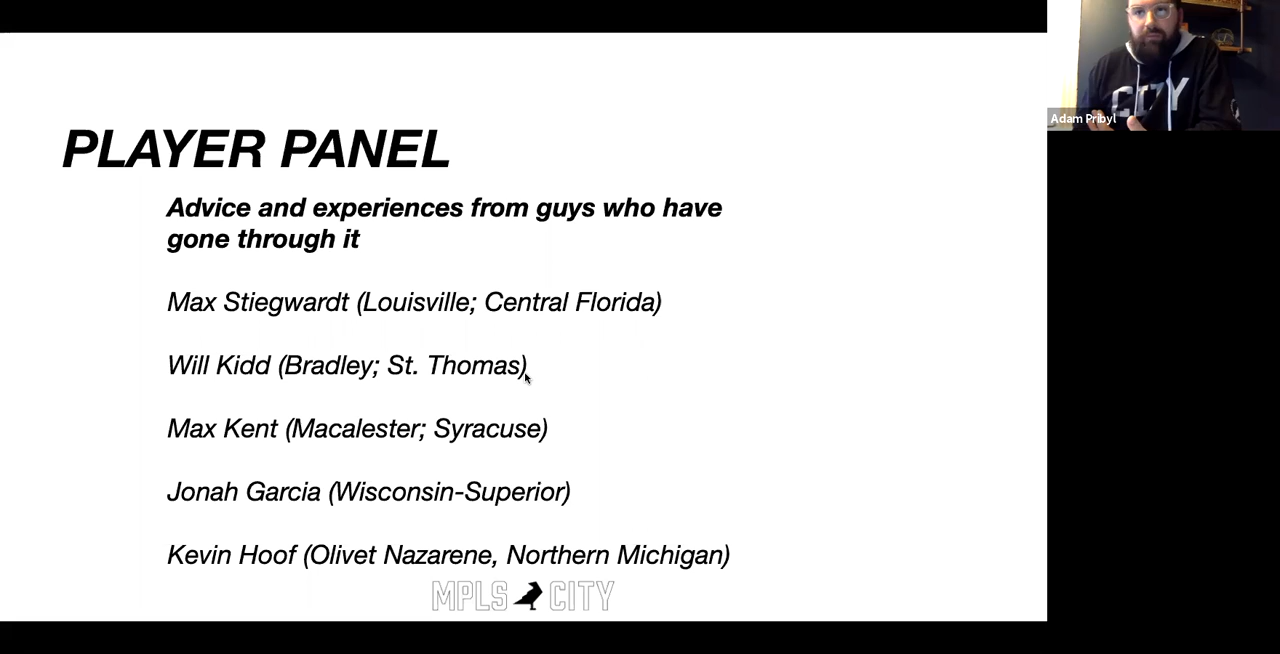 PLAYER PANEL
Advice and experiences from guys who have
gone through it
Max Stiegwardt (Louisville; Central Florida)
Will Kidd (Bradley; St. Thomas)
Max Kent (Macalester; Syracuse)
Jonah Garcia (Wisconsin-Superior)
Kevin Hoof (Olivet Nazarene, Northern Michigan)
MPLS CITY
CITY
Adam Pribyl